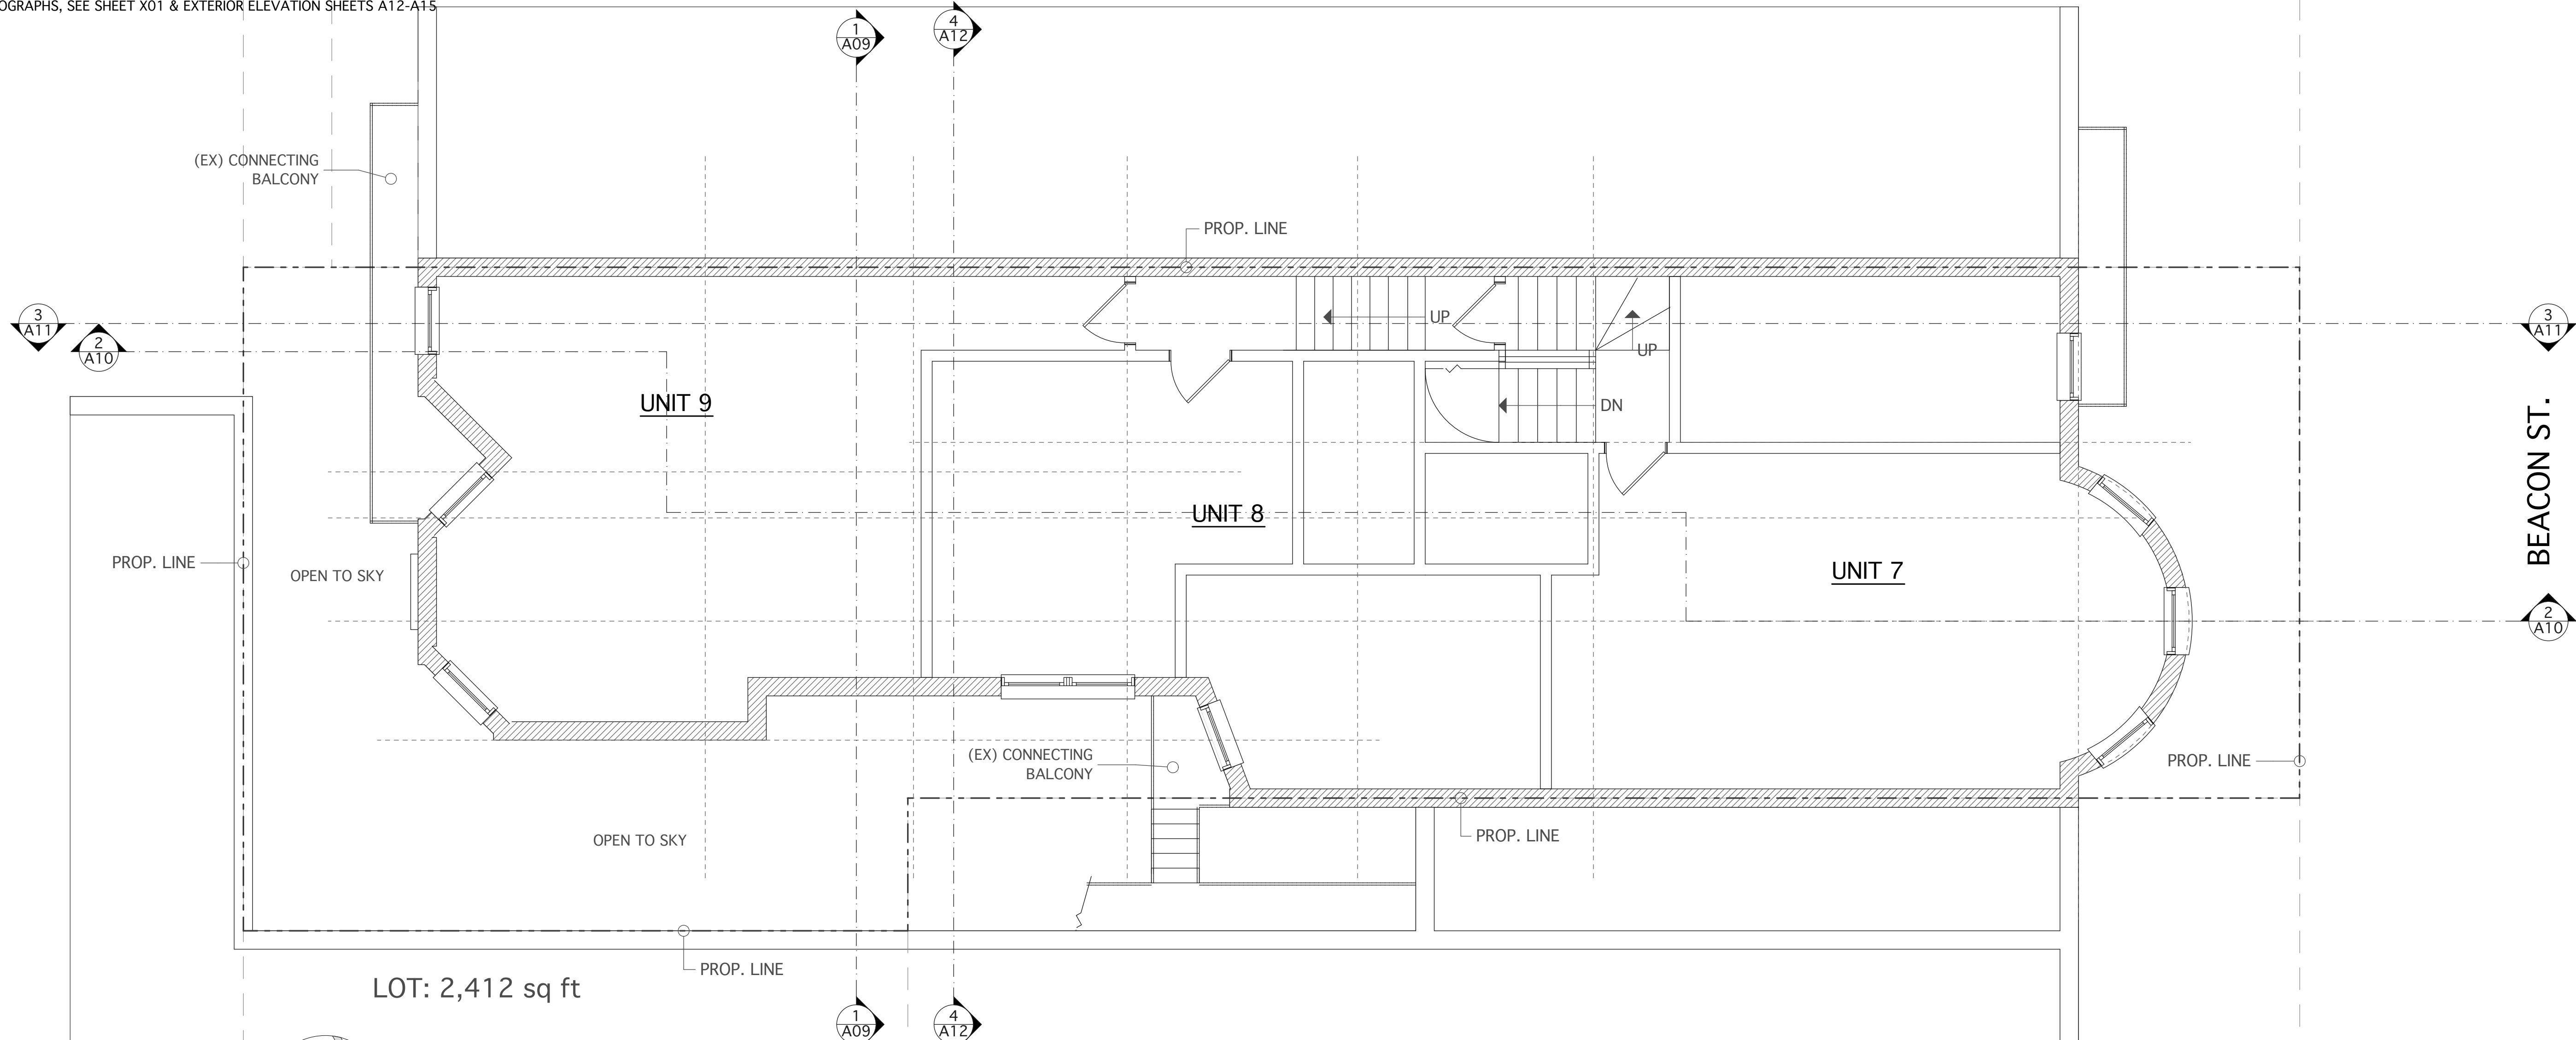 OGRAPHS, SEE SHEET X01 & EXTERIOR ELEVATION SHEETS A12-A15
1
A09
4
A12
(EX) CONNECTING
BALCONY
PROP. LINE
3
A11
2
A10
UP
UP
3
A11
UNIT 9
DN
BEACON ST.
UNIT 8
PROP. LINE
OPEN TO SKY
UNIT 7
2
A10
(EX) CONNECTING
BALCONY
PROP. LINE
OPEN TO SKY
PROP. LINE
PROP. LINE
LOT: 2,412 sq ft
1
A09
4
A12